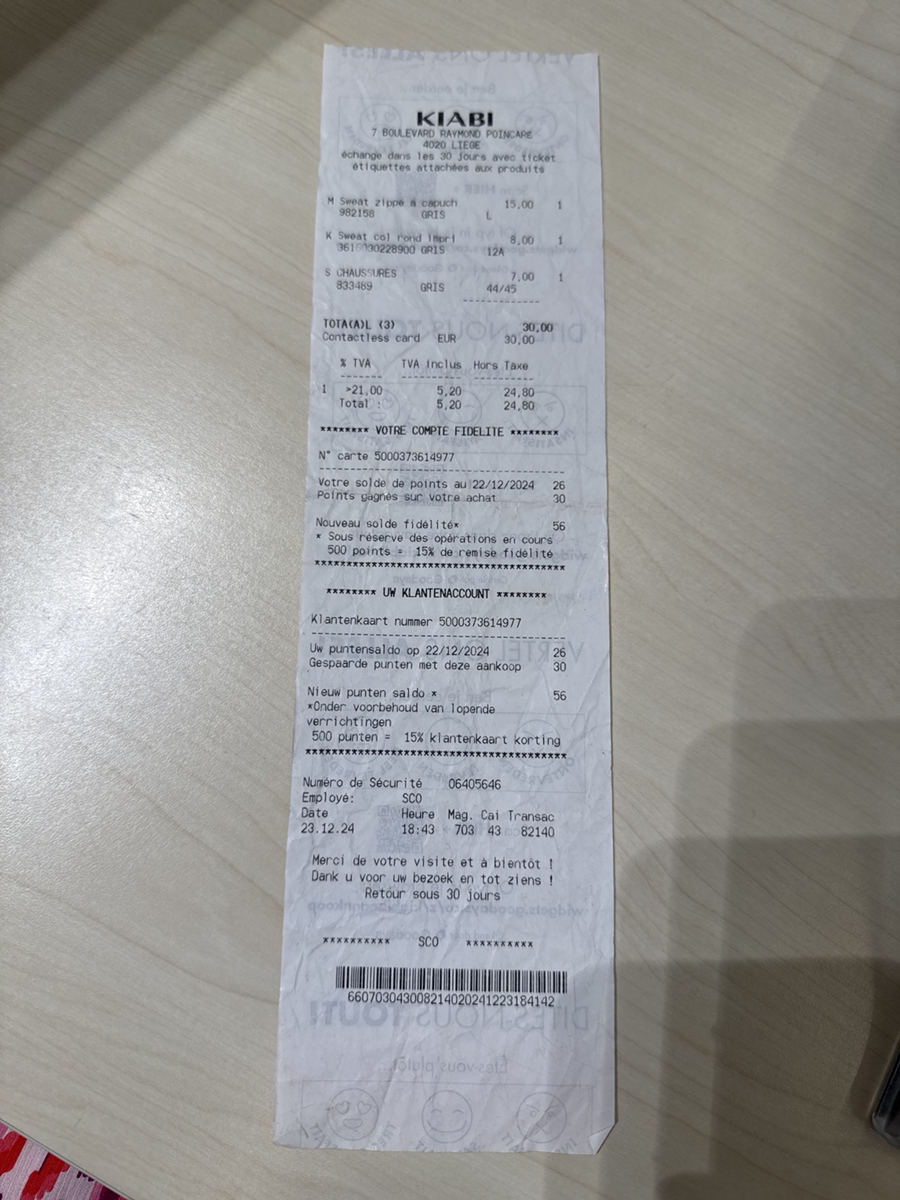 KIABI
7 BOULEVARD RAYMOND POINCARE
4020 LIEGE
échange dans les 30 jours avec ticket
étiquettes attachées aux produits
M Sweat zippe a capuch 15,00 1
982158 GRIS L
K Sweat col rond impri 8,00 1
3616030228900 GRIS 12A
S CHAUSSURES 7,00 1
833489 GRIS 44/45
------------
TOTA(A)L (3) 30,00
Contactless card EUR 30,00
% TVA TVA Inclus Hors Taxe
1 >21,00 5,20 24,80
Total : 5,20 24,80
******** VOTRE COMPTE FIDELITE ********
N° carte 5000373614977
Votre solde de points au 22/12/2024 26
Points gagnés sur votre achat 30
Nouveau solde fidélité* 56
* Sous réserve des opérations en cours
500 points = 15% de remise fidélité
******** UW KLANTENACCOUNT ********
Klantenkaart nummer 5000373614977
Uw puntensaldo op 22/12/2024 26
Gespaarde punten met deze aankoop 30
Nieuw punten saldo * 56
*Onder voorbehoud van lopende
verrichtingen
500 punten = 15% klantenkaart korting
Numéro de Sécurité 06405646
Employé: SCO
Date Heure Mag. Cai Transac
23.12.24 18:43 703 43 82140
Merci de votre visite et à bientôt !
Dank u voor uw bezoek en tot ziens !
Retour sous 30 jours
********** SCO **********
660703043008214020241223184142